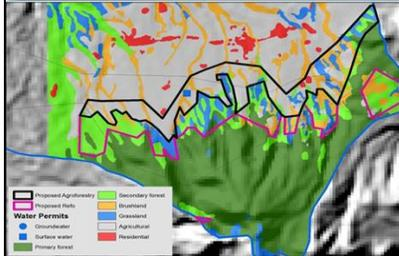 Proposed Agroforestry
Proposed Refo
Water Permits
Groundwater
Surface water
Primary forest
Secondary forest
Brushland
Grassland
Agricultural
Residential